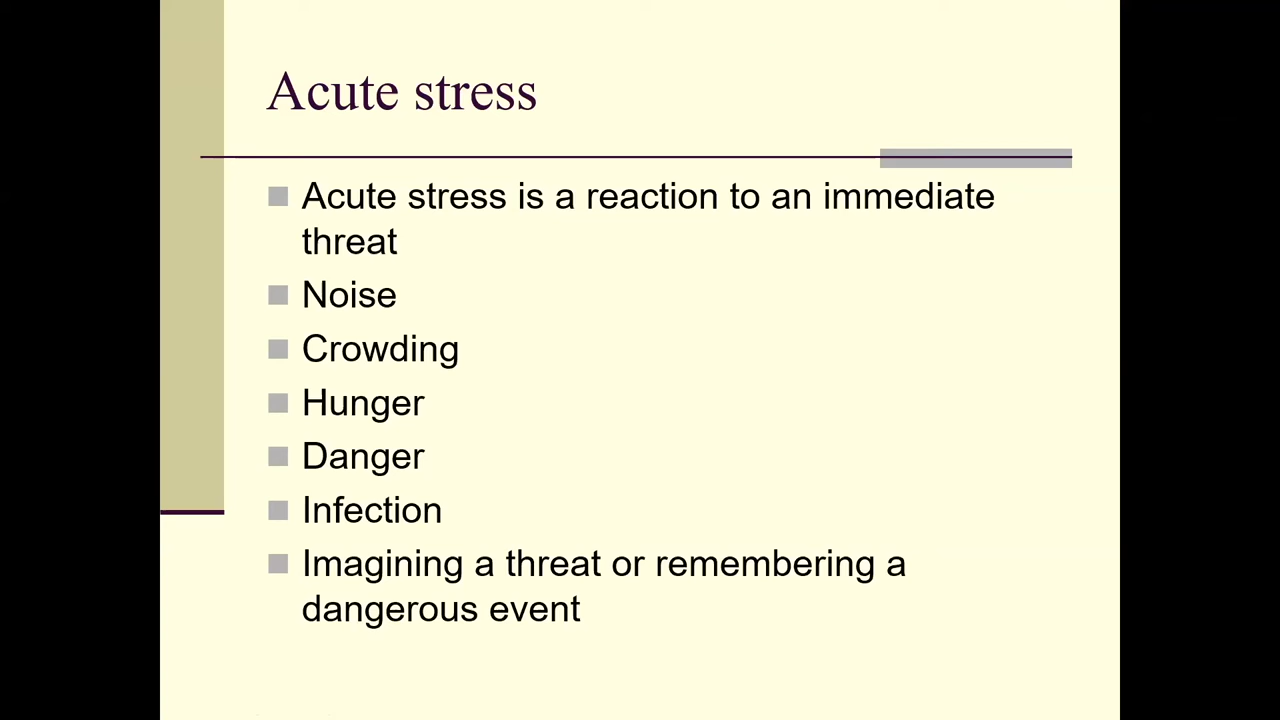 Acute stress
Acute stress is a reaction to an immediate
threat
Noise
Crowding
Hunger
Danger
Infection
Imagining a threat or remembering a
dangerous event